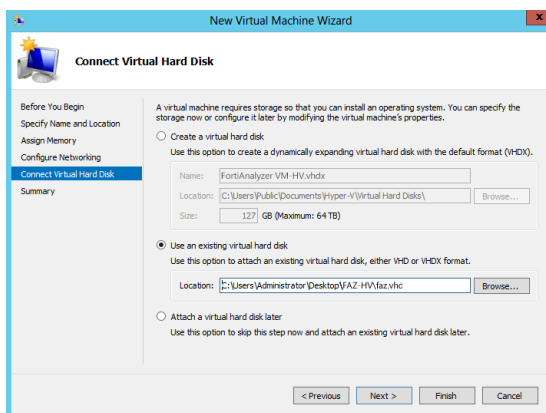 New Virtual Machine Wizard
x
Connect Virtual Hard Disk
Before You Begin
Specify Name and Location
Assign Memory
Configure Networking
Connect Virtual Hard Disk
Summary
A virtual machine requires storage so that you can install an operating system. You can specify the
storage now or configure it later by modifying the virtual machine's properties.
Create a virtual hard disk
Use this option to create a dynamically expanding virtual hard disk with the default format (VHDX).
Name: FortiAnalyzer VM-HV.vhdx
Location: C:\Users\Public\Documents\Hyper-V\Virtual Hard Disks\ Browse...
Size: 127 GB (Maximum: 64 TB)
Use an existing virtual hard disk
Use this option to attach an existing virtual hard disk, either VHD or VHDX format.
Location: C:\Users\Administrator\Desktop\FAZ-HV\faz.vhd Browse...
Attach a virtual hard disk later
Use this option to skip this step now and attach an existing virtual hard disk later.
< Previous Next > Finish Cancel